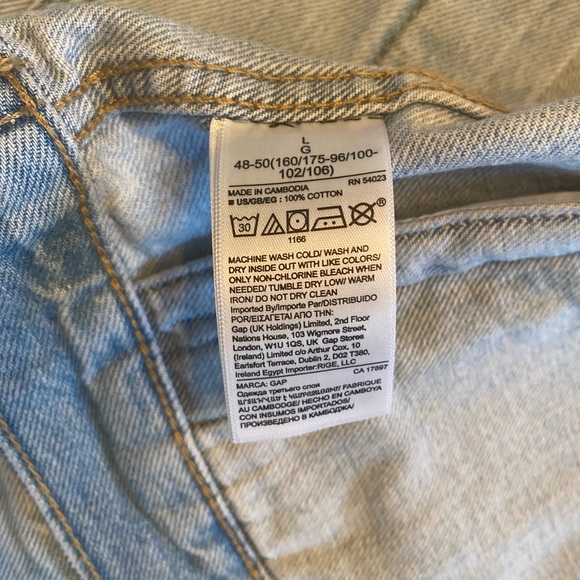 L
G
48-50(160/175-96/100-
102/106)
RN 54023
MADE IN CAMBODIA
■ US/GB/EG : 100% COTTON
30
®
1166
MACHINE WASH COLD/ WASH AND
DRY INSIDE OUT WITH LIKE COLORS/
ONLY NON-CHLORINE BLEACH WHEN
NEEDED/ TUMBLE DRY LOW/ WARM
IRON/ DO NOT DRY CLEAN
Imported By/Importe Par/DISTRIBUIDO
POR/ΕΙΣΑΓΕΤΑΙ ΑΠΟ ΤΗΝ:
Gap (UK Holdings) Limited, 2nd Floor
Nations House, 103 Wigmore Street,
London, W1U 1QS, UK Gap Stores
(Ireland) Limited c/o Arthur Cox, 10
Earlsfort Terrace, Dublin 2, D02 T380,
Ireland Egypt Importer:RIGE, LLC
CA 17897
MARCA: GAP
Одежда третьего слоя
ԱՐՏԱԴՐՎԱԾ Է ԿԱՄԲՈՋԱՅՈՒՄ/ FABRIQUE
AU CAMBODGE/ HECHO EN CAMBOYA
CON INSUMOS IMPORTADOS/
ПРОИЗВЕДЕНО В КАМБОДЖА/